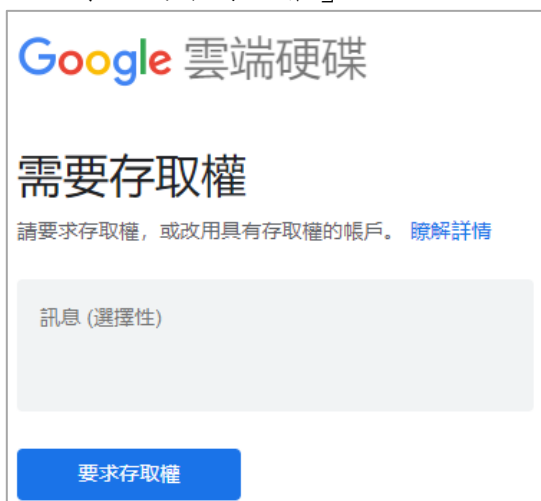 Google 雲端硬碟
需要存取權
請要求存取權，或改用具有存取權的帳戶。 瞭解詳情
訊息 (選擇性)
要求存取權